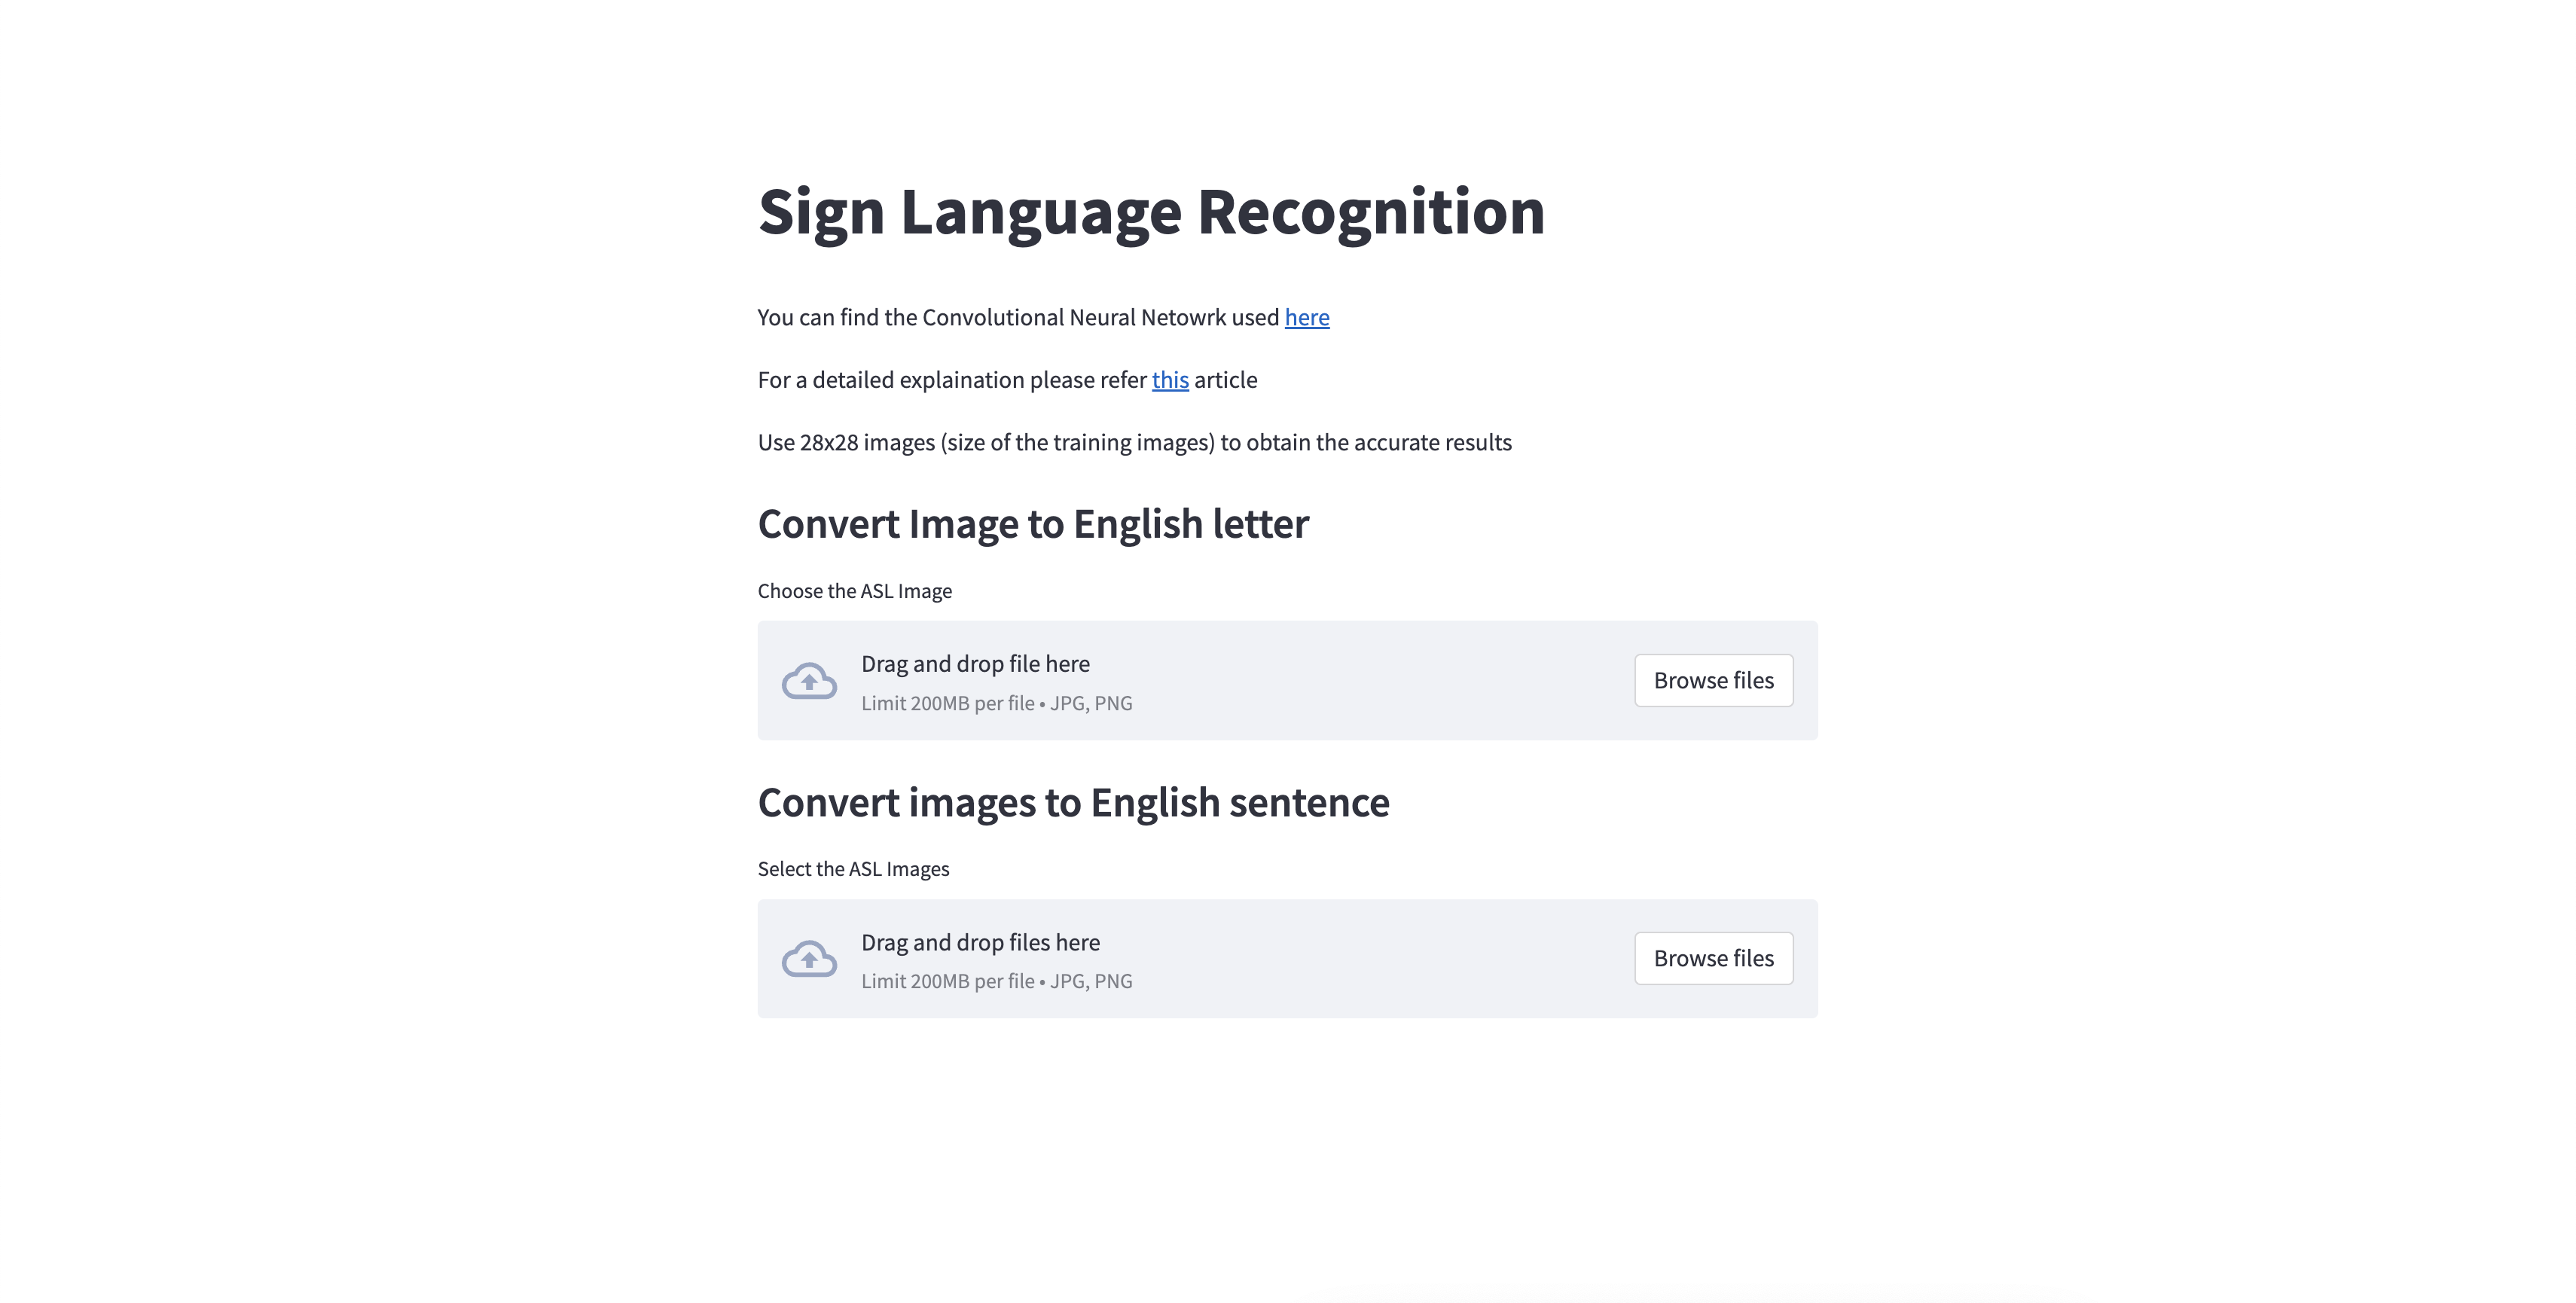 Sign Language Recognition
You can find the Convolutional Neural Netowrk used here
For a detailed explaination please refer this article
Use 28x28 images (size of the training images) to obtain the accurate results
Convert Image to English letter
Choose the ASL Image
Drag and drop file here
Limit 200MB per file • JPG, PNG
Browse files
Convert images to English sentence
Select the ASL Images
Drag and drop files here
Limit 200MB per file • JPG, PNG
Browse files